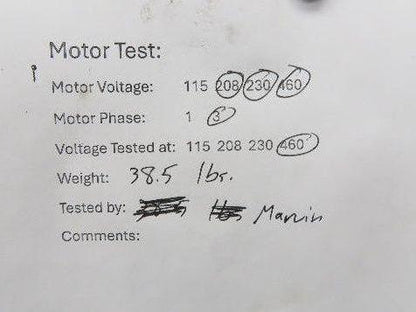 Motor Test:
Motor Voltage: 115 208 230 460
Motor Phase: 1 3
Voltage Tested at: 115 208 230 460
Weight: 38.5 lbs.
Tested by: Marvin
Comments: